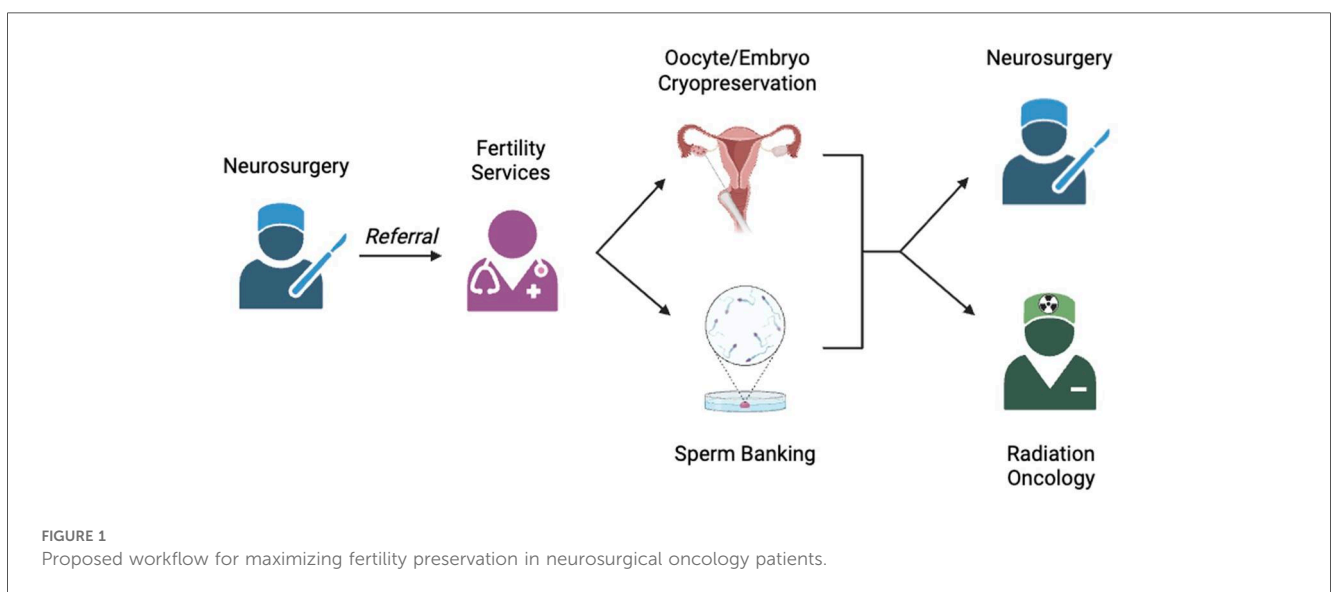 Neurosurgery
Referral
Fertility
Services
Oocyte/Embryo
Cryopreservation
Sperm Banking
Neurosurgery
Radiation
Oncology
FIGURE 1
Proposed workflow for maximizing fertility preservation in neurosurgical oncology patients.